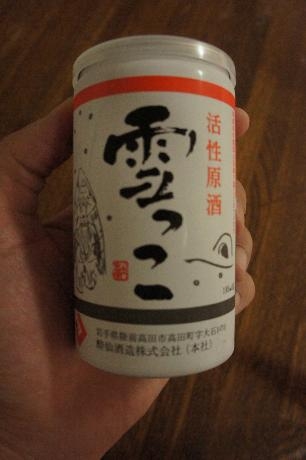 活性原酒
雪っこ
岩手県陸前高田市高田町字大石
酔仙酒造株式会社(本社)